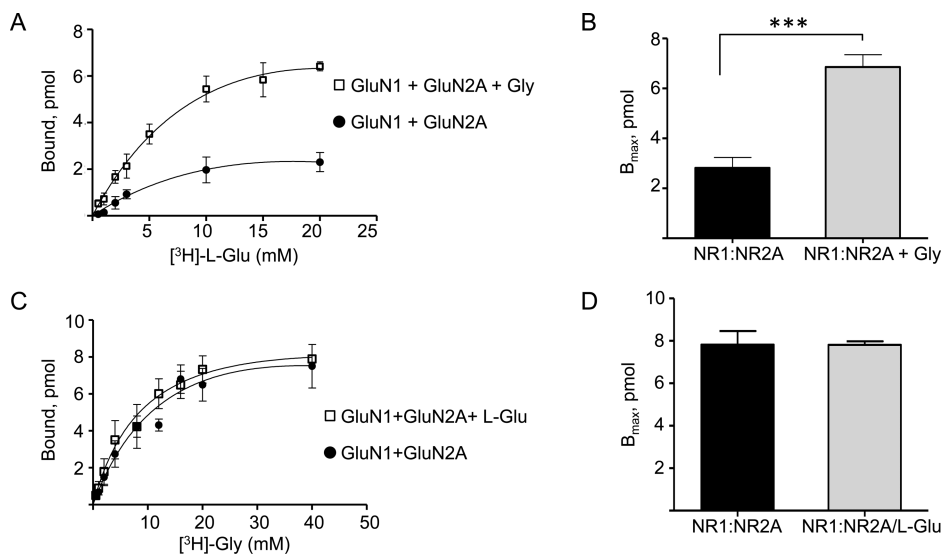 A
Bound, pmol
8
6
4
2
5
10
15
20
25
[³H]-L-Glu (mM)
GluN1 + GluN2A + Gly
GluN1 + GluN2A
B
***
Bmax, pmol
8
6
4
2
NR1:NR2A
NR1:NR2A + Gly
C
Bound, pmol
10
8
6
4
2
10
20
30
40
50
[³H]-Gly (mM)
GluN1+GluN2A+ L-Glu
GluN1+GluN2A
D
Bmax, pmol
10
8
6
4
2
NR1:NR2A
NR1:NR2A/L-Glu